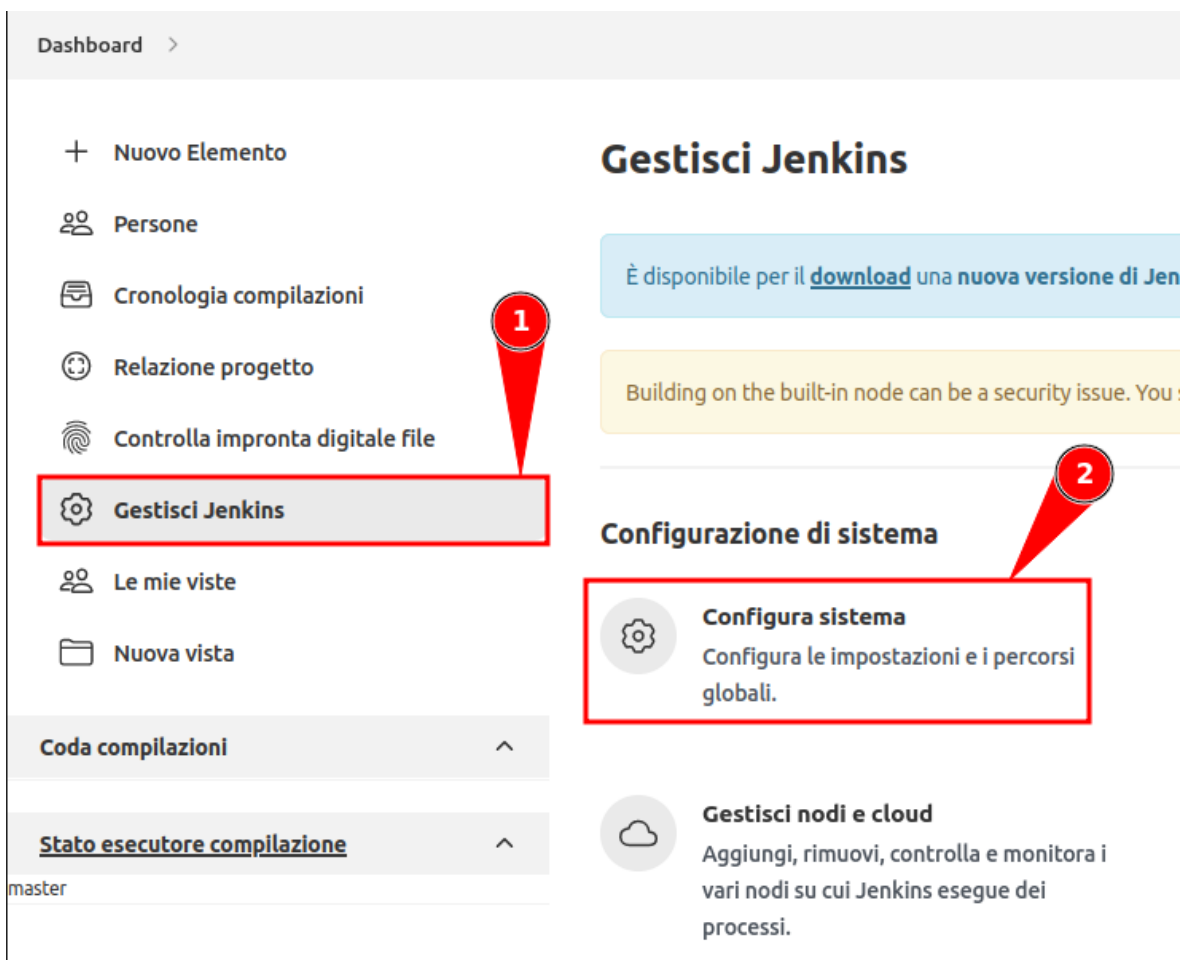 Dashboard
Nuovo Elemento
Persone
Cronologia compilazioni
Relazione progetto
Controlla impronta digitale file
Gestisci Jenkins
Le mie viste
Nuova vista
Coda compilazioni
Stato esecutore compilazione
master
1
Gestisci Jenkins
È disponibile per il download una nuova versione di Jen
Building on the built-in node can be a security issue. You
2
Configurazione di sistema
Configura sistema
Configura le impostazioni e i percorsi
globali.
Gestisci nodi e cloud
Aggiungi, rimuovi, controlla e monitora i
vari nodi su cui Jenkins esegue dei
processi.